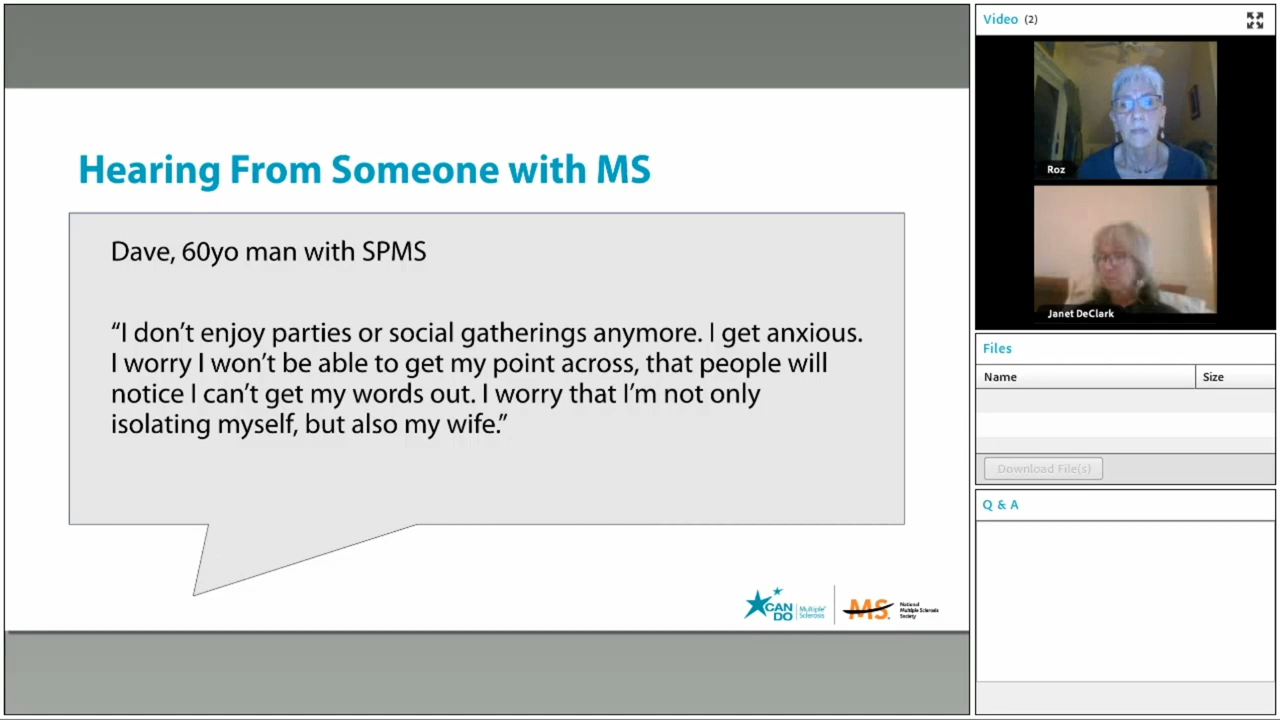 Hearing From Someone with MS
Dave, 60yo man with SPMS
“I don’t enjoy parties or social gatherings anymore. I get anxious.
I worry I won’t be able to get my point across, that people will
notice I can’t get my words out. I worry that I’m not only
isolating myself, but also my wife.”
CAN
DO
Multiple
Sclerosis
MS
National
Multiple Sclerosis
Society
Video (2)
Roz
Janet DeClark
Files
Name Size
Download File(s)
Q & A